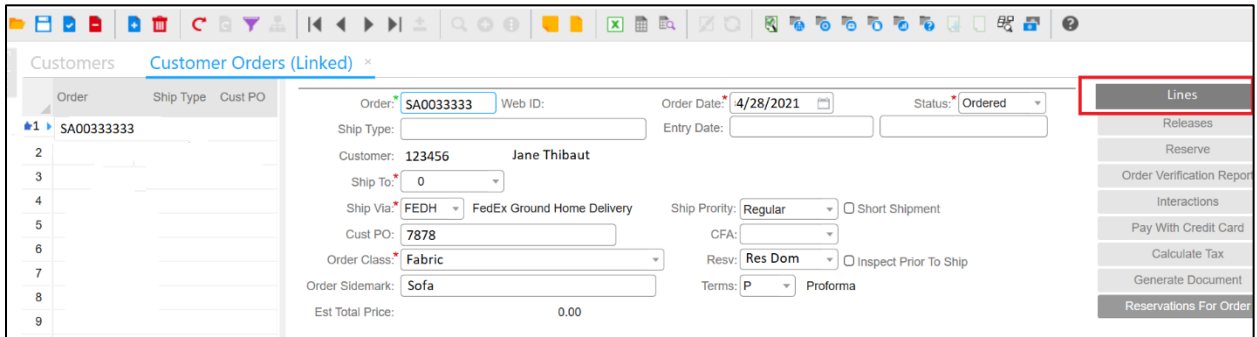 Customers Customer Orders (Linked) ×
Order Ship Type Cust PO
1 SA00333333
2
3
4
5
6
7
8
9
Order:* SA0033333 Web ID: Order Date:* 4/28/2021 Status:* Ordered
Ship Type: Entry Date:
Customer: 123456 Jane Thibaut
Ship To:* 0
Ship Via:* FEDH FedEx Ground Home Delivery Ship Prority: Regular Short Shipment
Cust PO: 7878 CFA:
Order Class:* Fabric Resv: Res Dom Inspect Prior To Ship
Order Sidemark: Sofa Terms: P Proforma
Est Total Price: 0.00
Lines
Releases
Reserve
Order Verification Report
Interactions
Pay With Credit Card
Calculate Tax
Generate Document
Reservations For Order